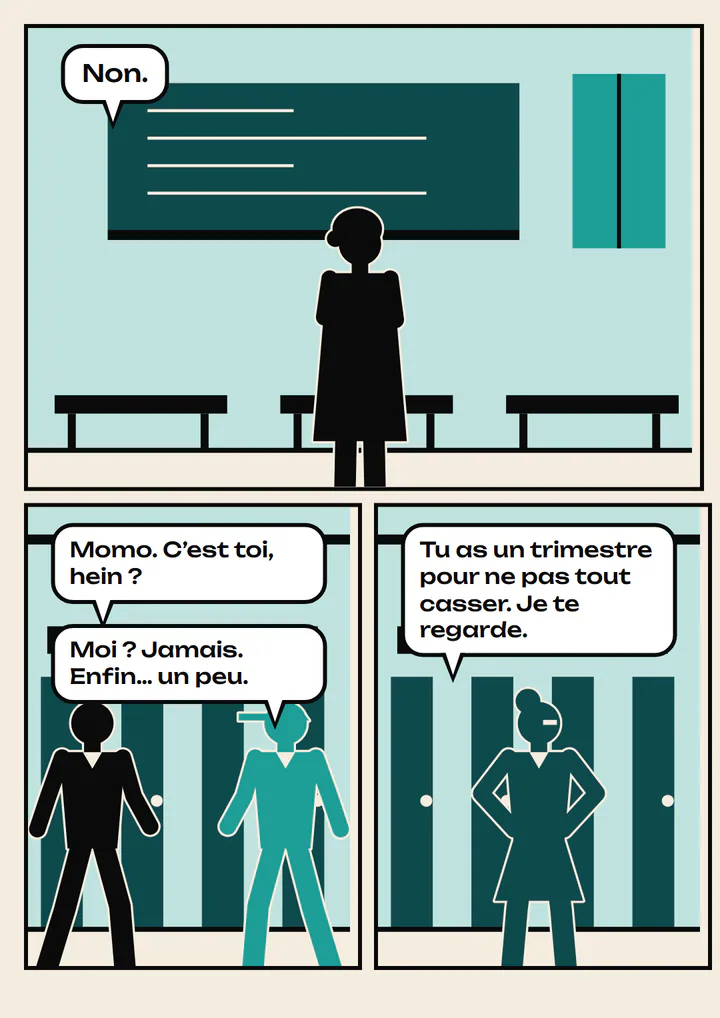 Non.
Momo. C’est toi,
hein ?
Moi ? Jamais.
Enfin... un peu.
Tu as un trimestre
pour ne pas tout
casser. Je te
regarde.